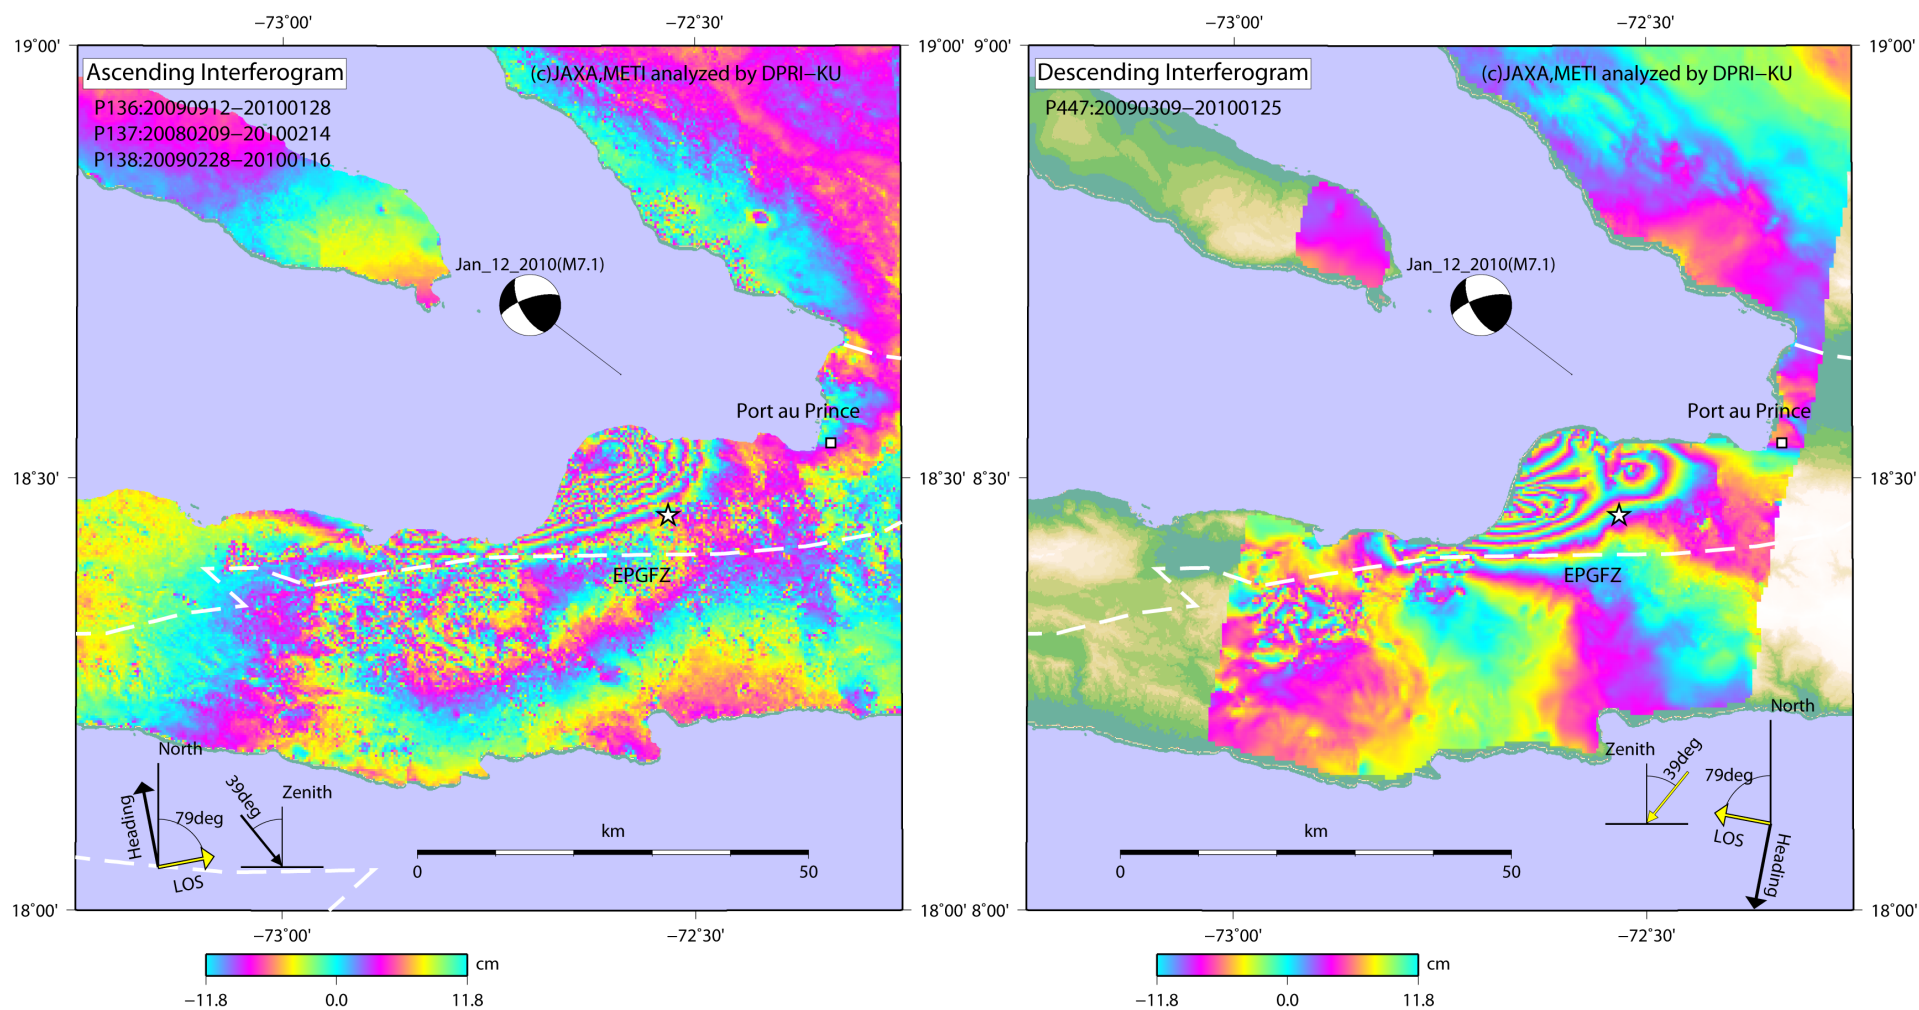 −73˚00' −72˚30'
19˚00' 19˚00'
Ascending Interferogram
(c)JAXA,METI analyzed by DPRI−KU
P136:20090912−20100128
P137:20080209−20100214
P138:20090228−20100116
Jan_12_2010(M7.1)
Port au Prince
18˚30' 18˚30'
EPGFZ
North
Heading
79deg
LOS
39deg
Zenith
km
0 50
18˚00' 18˚00'
−73˚00' −72˚30'
cm
−11.8 0.0 11.8
−73˚00' −72˚30'
9˚00' 19˚00'
Descending Interferogram
(c)JAXA,METI analyzed by DPRI−KU
P447:20090309−20100125
Jan_12_2010(M7.1)
Port au Prince
8˚30' 18˚30'
EPGFZ
North
Zenith
39deg
79deg
LOS
Heading
km
0 50
8˚00' 18˚00'
−73˚00' −72˚30'
cm
−11.8 0.0 11.8